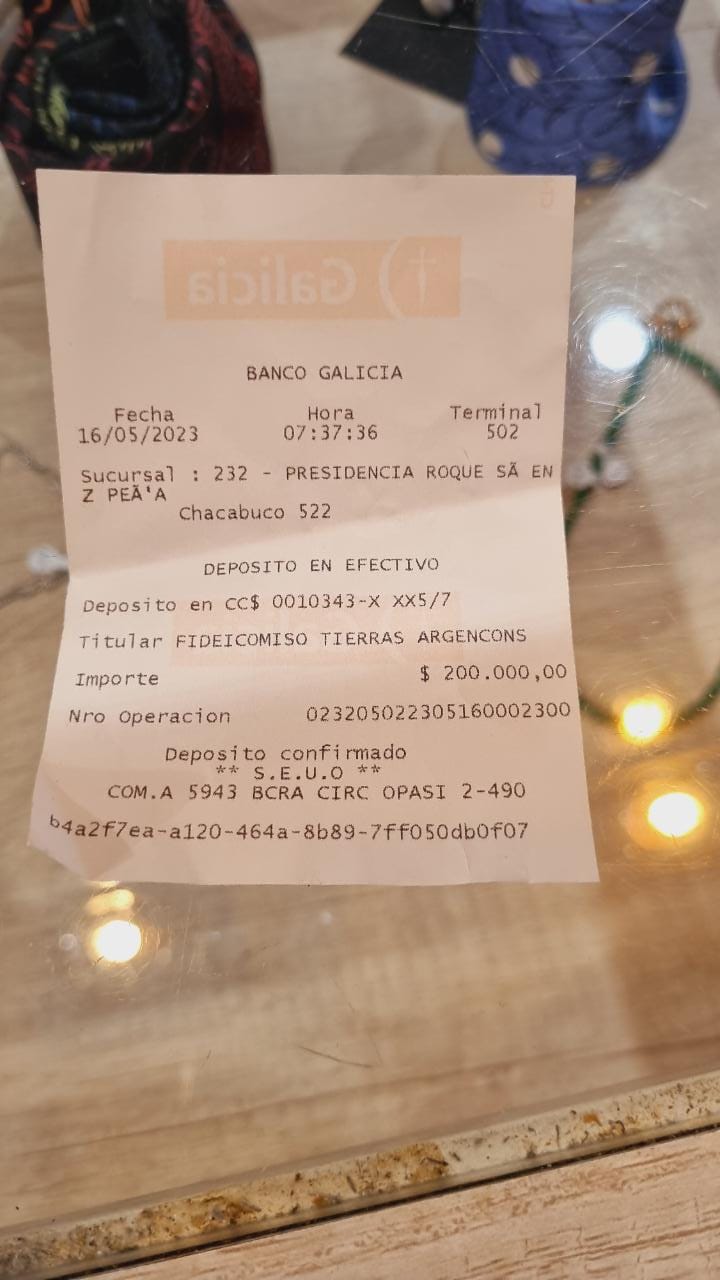 Galicia
BANCO GALICIA
Fecha Hora Terminal
16/05/2023 07:37:36 502
Sucursal : 232 - PRESIDENCIA ROQUE SÃ EN
Z PEÃ'A
Chacabuco 522
DEPOSITO EN EFECTIVO
Deposito en CC$ 0010343-X XX5/7
Titular FIDEICOMISO TIERRAS ARGENCONS
Importe $ 200.000,00
Nro Operacion 023205022305160002300
Deposito confirmado
** S.E.U.O **
COM.A 5943 BCRA CIRC OPASI 2-490
b4a2f7ea-a120-464a-8b89-7ff050db0f07